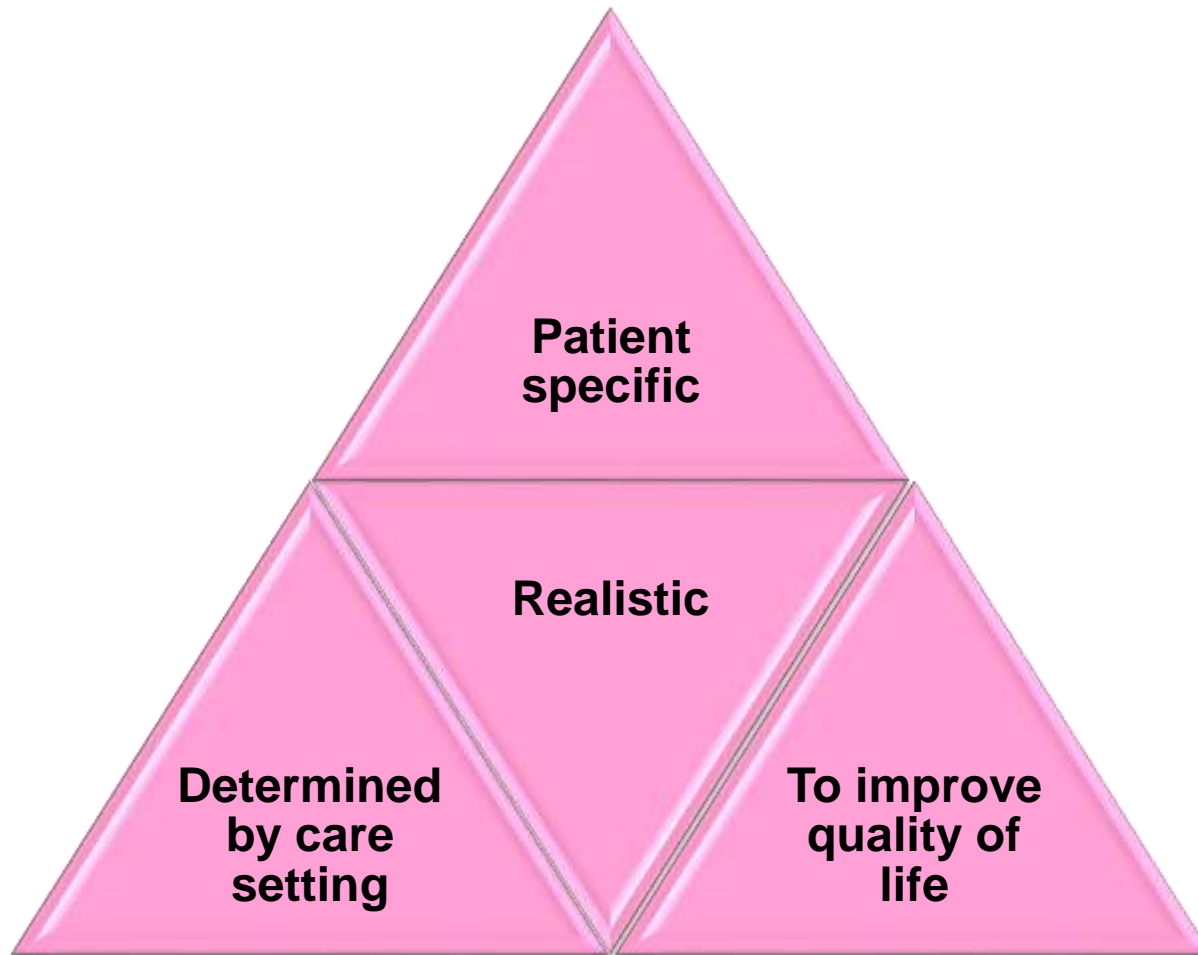 Patient
specific
Realistic
Determined
by care
setting
To improve
quality of
life